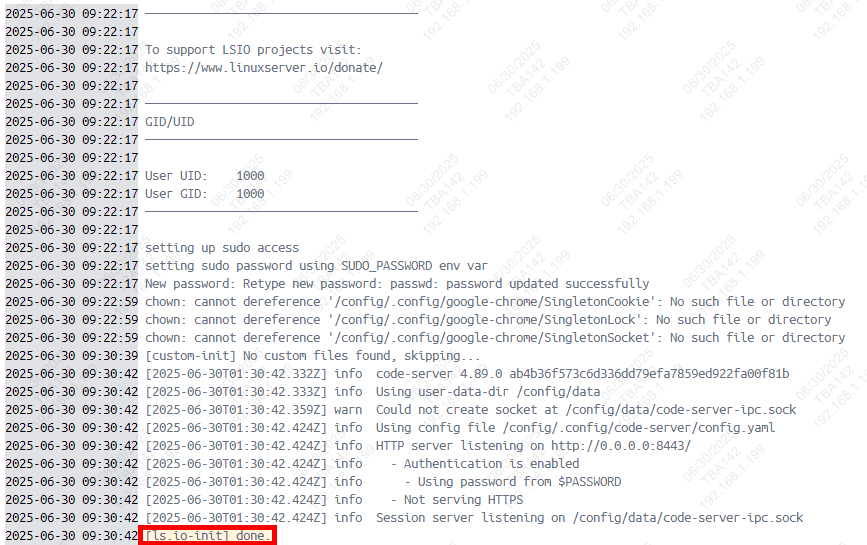 2025-06-30 09:22:17 ───────────────────────────────────────
2025-06-30 09:22:17
2025-06-30 09:22:17 To support LSIO projects visit:
2025-06-30 09:22:17 https://www.linuxserver.io/donate/
2025-06-30 09:22:17
2025-06-30 09:22:17 ───────────────────────────────────────
2025-06-30 09:22:17 GID/UID
2025-06-30 09:22:17 ───────────────────────────────────────
2025-06-30 09:22:17
2025-06-30 09:22:17 User UID:    1000
2025-06-30 09:22:17 User GID:    1000
2025-06-30 09:22:17 ───────────────────────────────────────
2025-06-30 09:22:17
2025-06-30 09:22:17 setting up sudo access
2025-06-30 09:22:17 setting sudo password using SUDO_PASSWORD env var
2025-06-30 09:22:17 New password: Retype new password: passwd: password updated successfully
2025-06-30 09:22:59 chown: cannot dereference '/config/.config/google-chrome/SingletonCookie': No such file or directory
2025-06-30 09:22:59 chown: cannot dereference '/config/.config/google-chrome/SingletonLock': No such file or directory
2025-06-30 09:22:59 chown: cannot dereference '/config/.config/google-chrome/SingletonSocket': No such file or directory
2025-06-30 09:30:39 [custom-init] No custom files found, skipping...
2025-06-30 09:30:42 [2025-06-30T01:30:42.332Z] info  code-server 4.89.0 ab4b36f573c6d336dd79efa7859ed922fa00f81b
2025-06-30 09:30:42 [2025-06-30T01:30:42.333Z] info  Using user-data-dir /config/data
2025-06-30 09:30:42 [2025-06-30T01:30:42.359Z] warn  Could not create socket at /config/data/code-server-ipc.sock
2025-06-30 09:30:42 [2025-06-30T01:30:42.424Z] info  Using config file /config/.config/code-server/config.yaml
2025-06-30 09:30:42 [2025-06-30T01:30:42.424Z] info  HTTP server listening on http://0.0.0.0:8443/
2025-06-30 09:30:42 [2025-06-30T01:30:42.424Z] info    - Authentication is enabled
2025-06-30 09:30:42 [2025-06-30T01:30:42.424Z] info      - Using password from $PASSWORD
2025-06-30 09:30:42 [2025-06-30T01:30:42.424Z] info    - Not serving HTTPS
2025-06-30 09:30:42 [2025-06-30T01:30:42.424Z] info  Session server listening on /config/data/code-server-ipc.sock
2025-06-30 09:30:42 [ls.io-init] done.
06/30/2025
TBA142
192.168.1.199